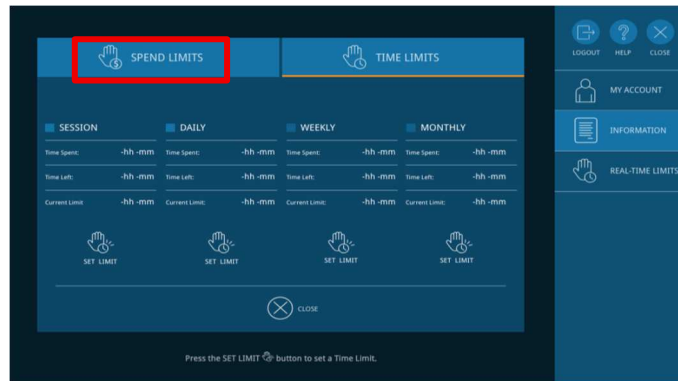 SPEND LIMITS
TIME LIMITS
LOGOUT HELP CLOSE
MY ACCOUNT
INFORMATION
REAL-TIME LIMITS
SESSION DAILY WEEKLY MONTHLY
Time Spent: -hh -mm Time Spent: -hh -mm Time Spent: -hh -mm Time Spent: -hh -mm
Time Left: -hh -mm Time Left: -hh -mm Time Left: -hh -mm Time Left: -hh -mm
Current Limit -hh -mm Current Limit: -hh -mm Current Limit: -hh -mm Current Limit: -hh -mm
SET LIMIT SET LIMIT SET LIMIT SET LIMIT
CLOSE
Press the SET LIMIT button to set a Time Limit.